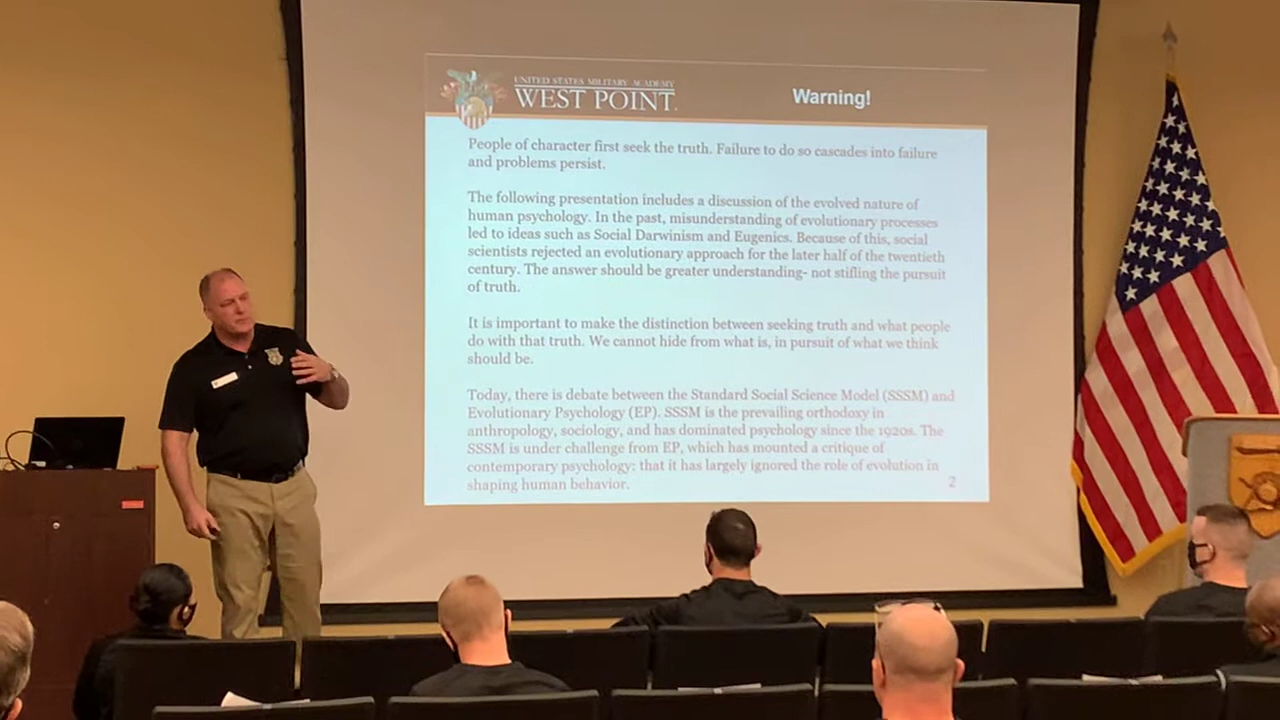 UNITED STATES MILITARY ACADEMY
WEST POINT.
Warning!
People of character first seek the truth. Failure to do so cascades into failure
and problems persist.
The following presentation includes a discussion of the evolved nature of
human psychology. In the past, misunderstanding of evolutionary processes
led to ideas such as Social Darwinism and Eugenics. Because of this, social
scientists rejected an evolutionary approach for the later half of the twentieth
century. The answer should be greater understanding- not stifling the pursuit
of truth.
It is important to make the distinction between seeking truth and what people
do with that truth. We cannot hide from what is, in pursuit of what we think
should be.
Today, there is debate between the Standard Social Science Model (SSSM) and
Evolutionary Psychology (EP). SSSM is the prevailing orthodoxy in
anthropology, sociology, and has dominated psychology since the 1920s. The
SSSM is under challenge from EP, which has mounted a critique of
contemporary psychology: that it has largely ignored the role of evolution in
shaping human behavior.
2